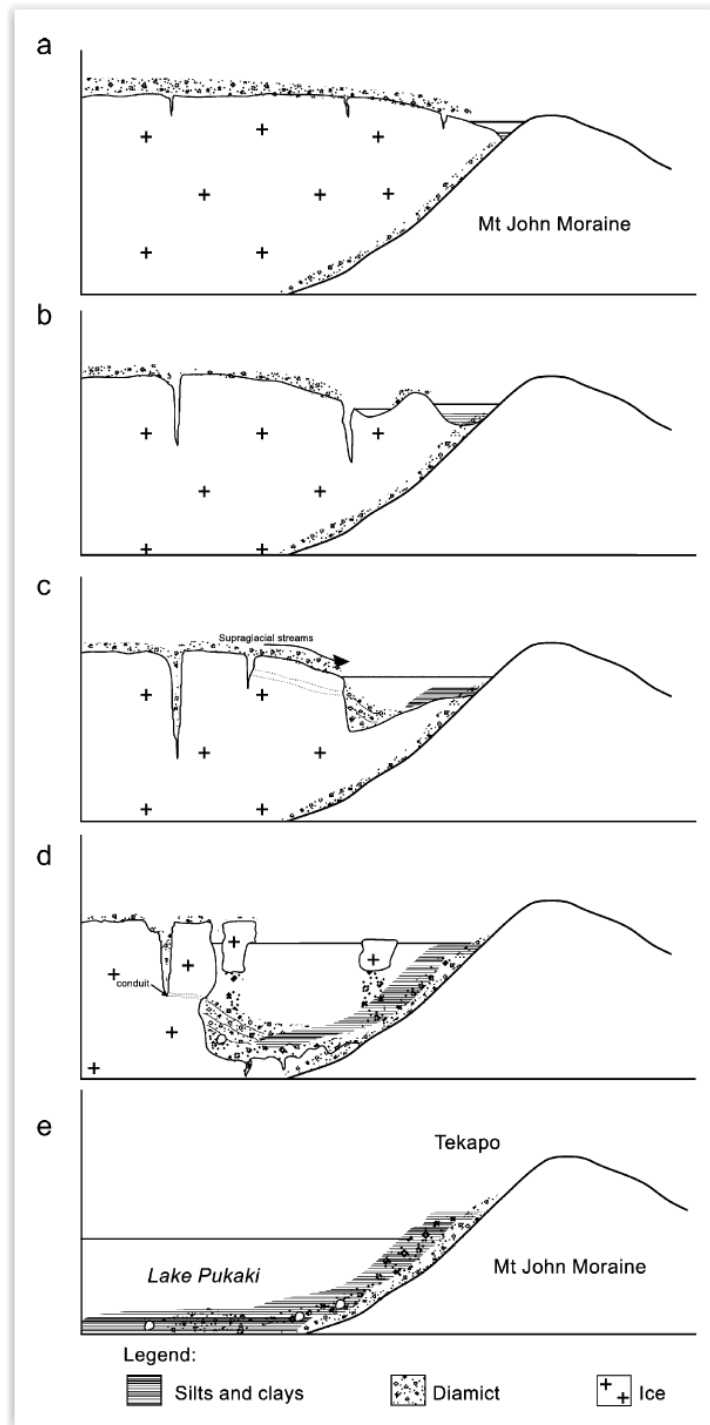 a
Mt John Moraine
b
c
Supraglacial streams
d
conduit
e
Tekapo
Lake Pukaki
Mt John Moraine
Legend:
Silts and clays Diamict Ice